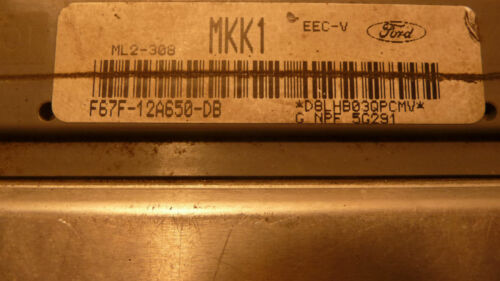 MKK1
EEC-V
Ford
ML2-308
F67F-12A650-DB
*D8LHB03QPCMV*
G NPF 5G291